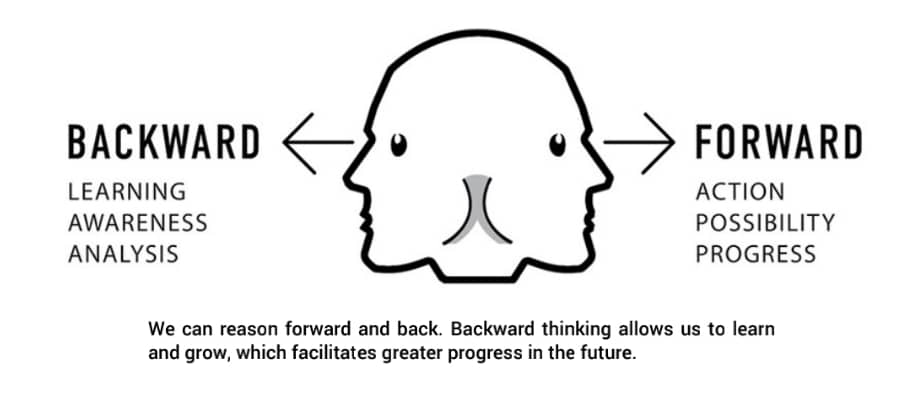 BACKWARD
LEARNING
AWARENESS
ANALYSIS
FORWARD
ACTION
POSSIBILITY
PROGRESS
We can reason forward and back. Backward thinking allows us to learn
and grow, which facilitates greater progress in the future.